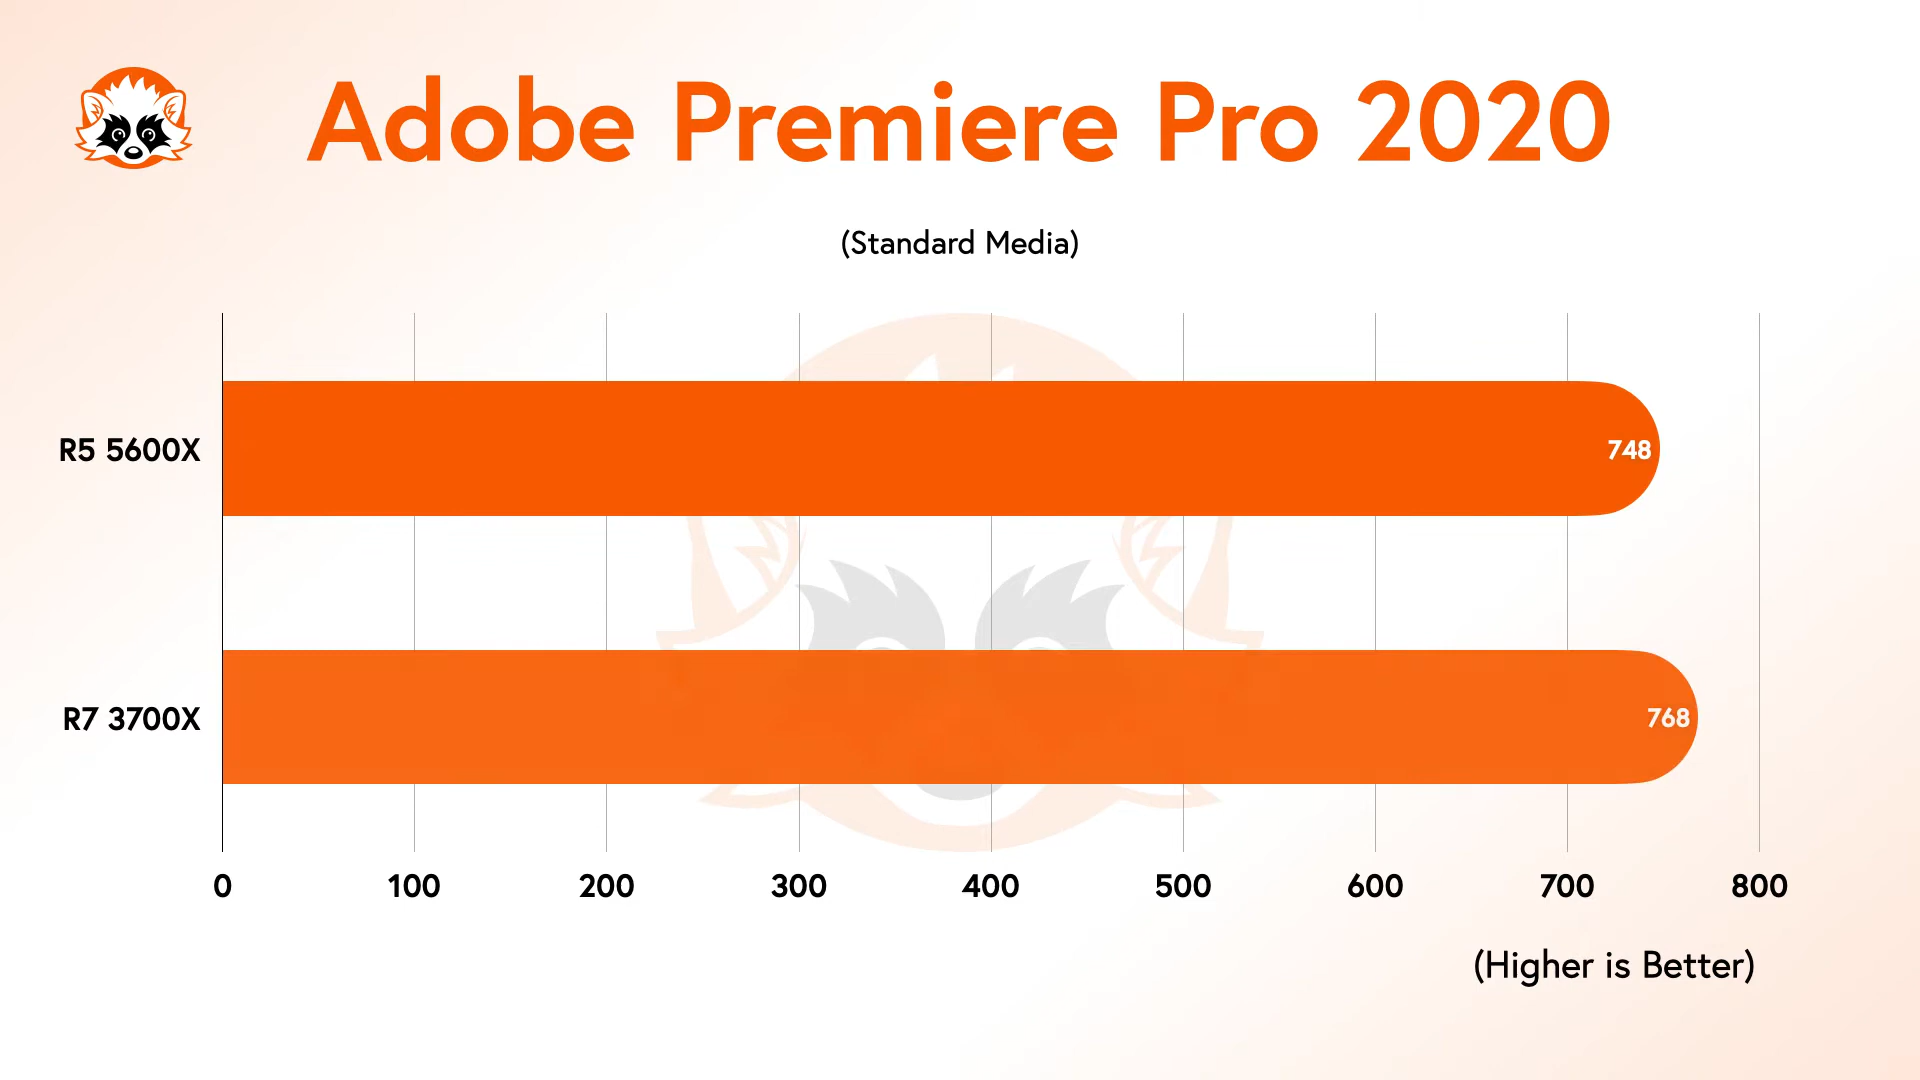 Adobe Premiere Pro 2020
(Standard Media)
R5 5600X
748
R7 3700X
768
0 100 200 300 400 500 600 700 800
(Higher is Better)